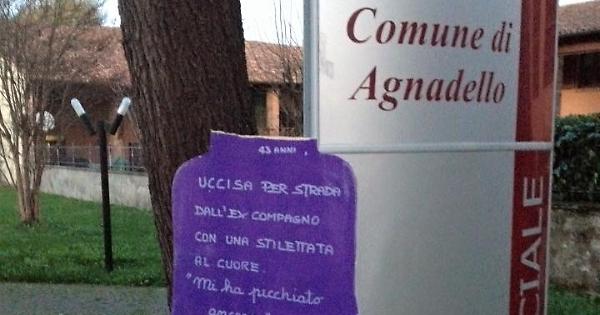 Comune di
Agnadello
CIALE
43 ANNI
UCCISA PER STRADA
DALL'EX COMPAGNO
CON UNA STILETTATA
AL CUORE.
"Mi ha picchiato
ancora"